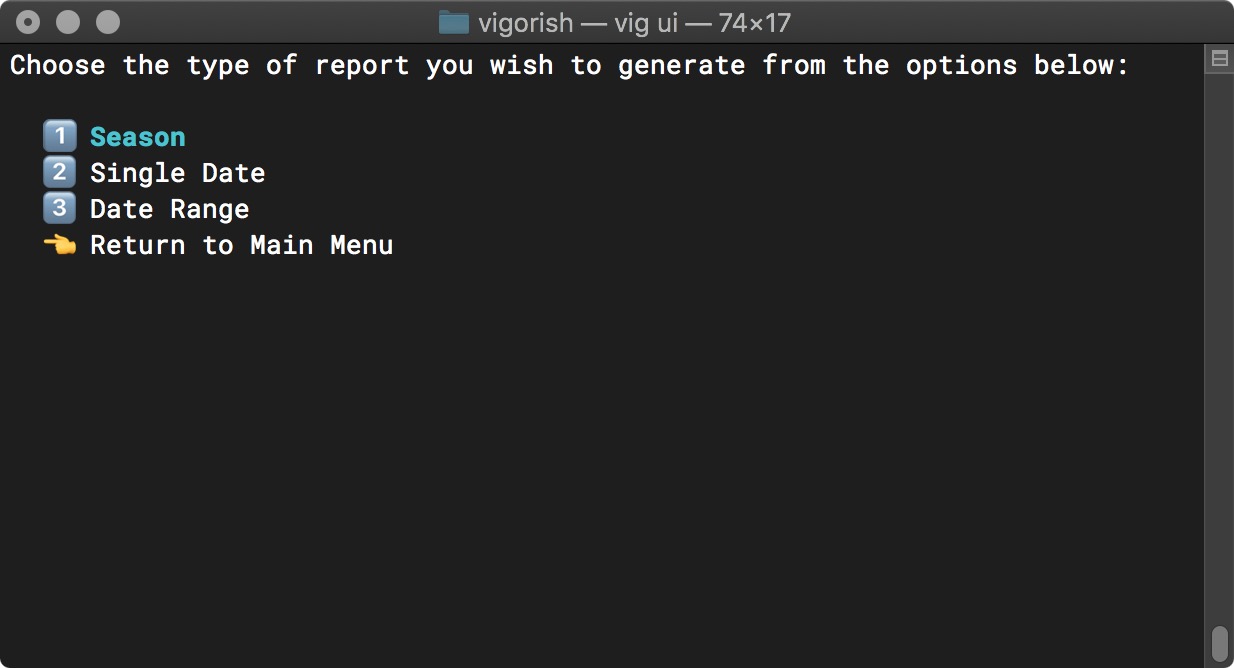 vigorish — vig ui — 74×17
Choose the type of report you wish to generate from the options below:
1 Season
2 Single Date
3 Date Range
Return to Main Menu